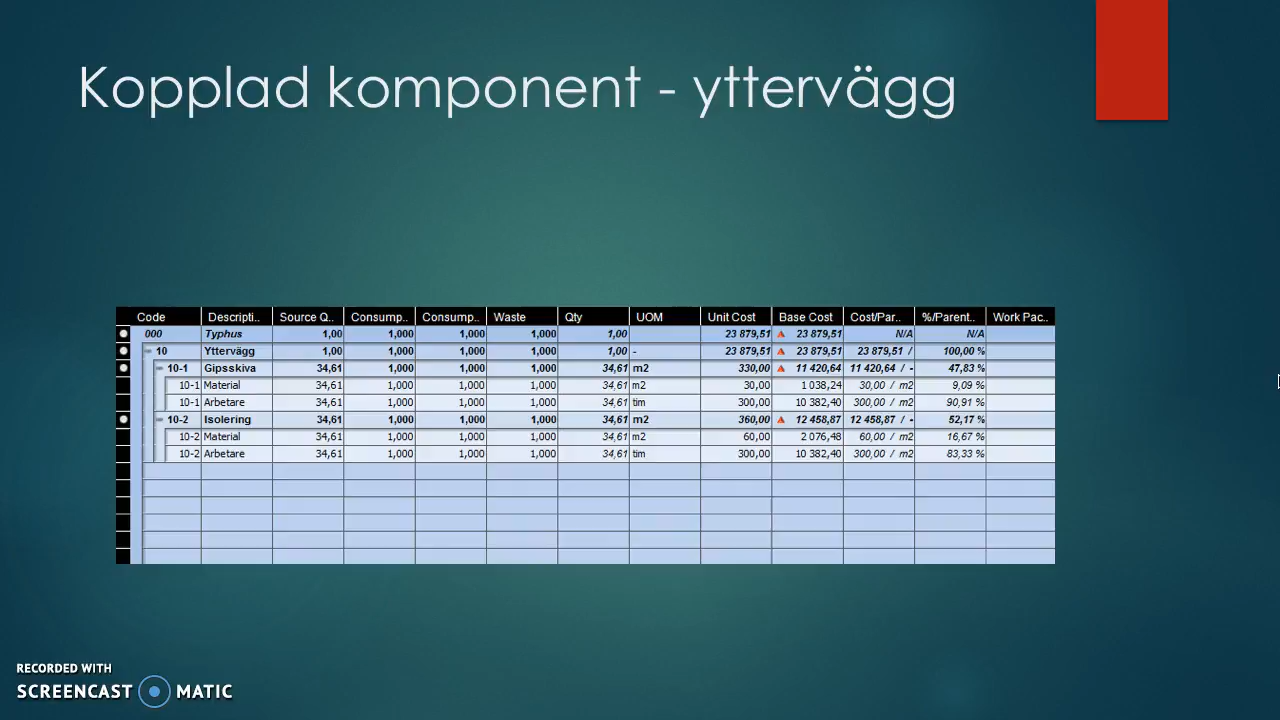 Kopplad komponent - yttervägg
Code Descripti.. Source Q.. Consump.. Consump.. Waste Qty UOM Unit Cost Base Cost Cost/Par.. %/Parent.. Work Pac..
000 Typhus 1,00 1,000 1,000 1,000 1,00 23 879,51 23 879,51 N/A N/A
10 Yttervägg 1,00 1,000 1,000 1,000 1,00 - 23 879,51 23 879,51 23 879,51 / 100,00 %
10-1 Gipsskiva 34,61 1,000 1,000 1,000 34,61 m2 330,00 11 420,64 11 420,64 / - 47,83 %
10-1 Material 34,61 1,000 1,000 1,000 34,61 m2 30,00 1 038,24 30,00 / m2 9,09 %
10-1 Arbetare 34,61 1,000 1,000 1,000 34,61 tim 300,00 10 382,40 300,00 / m2 90,91 %
10-2 Isolering 34,61 1,000 1,000 1,000 34,61 m2 360,00 12 458,87 12 458,87 / - 52,17 %
10-2 Material 34,61 1,000 1,000 1,000 34,61 m2 60,00 2 076,48 60,00 / m2 16,67 %
10-2 Arbetare 34,61 1,000 1,000 1,000 34,61 tim 300,00 10 382,40 300,00 / m2 83,33 %
RECORDED WITH
SCREENCAST MATIC